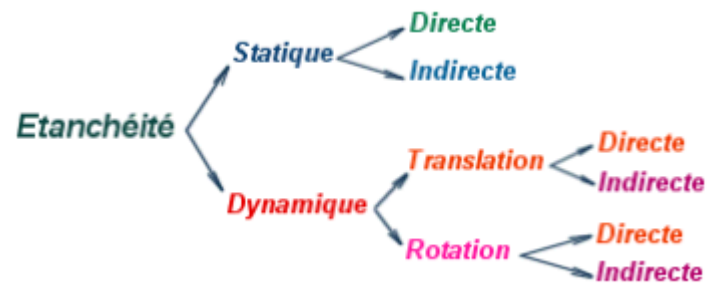 Directe
Statique
Indirecte
Etanchéité
Directe
Translation
Indirecte
Dynamique
Directe
Rotation
Indirecte